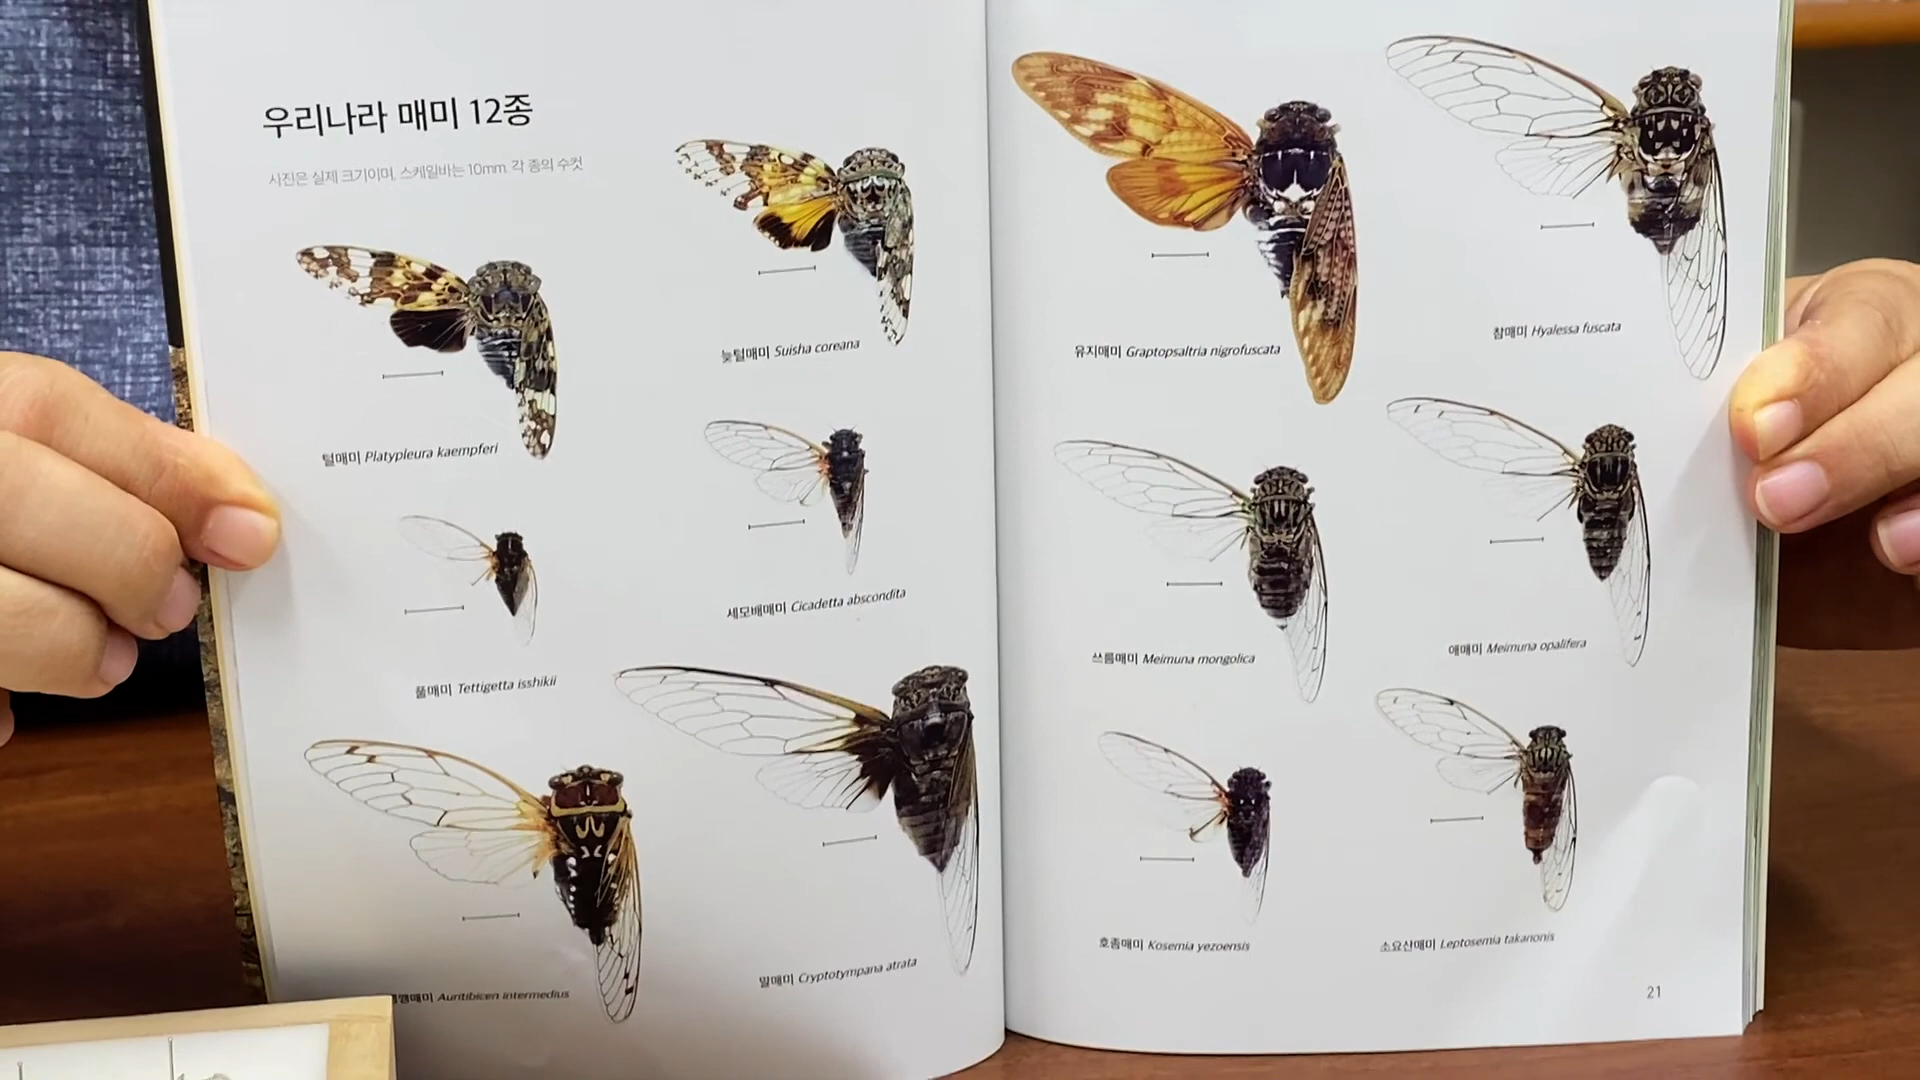 우리나라 매미 12종
사진은 실제 크기이며, 스케일바는 10mm. 각 종의 수컷
늦털매미 Suisha coreana
털매미 Platypleura kaempferi
세모배매미 Cicadetta abscondita
풀매미 Tettigetta isshikii
말매미 Cryptotympana atrata
깽매미 Auritibicen intermedius
유지매미 Graptopsaltria nigrofuscata
참매미 Hyalessa fuscata
쓰름매미 Meimuna mongolica
애매미 Meimuna opalifera
호좀매미 Kosemia yezoensis
소요산매미 Leptosemia takanonis
21